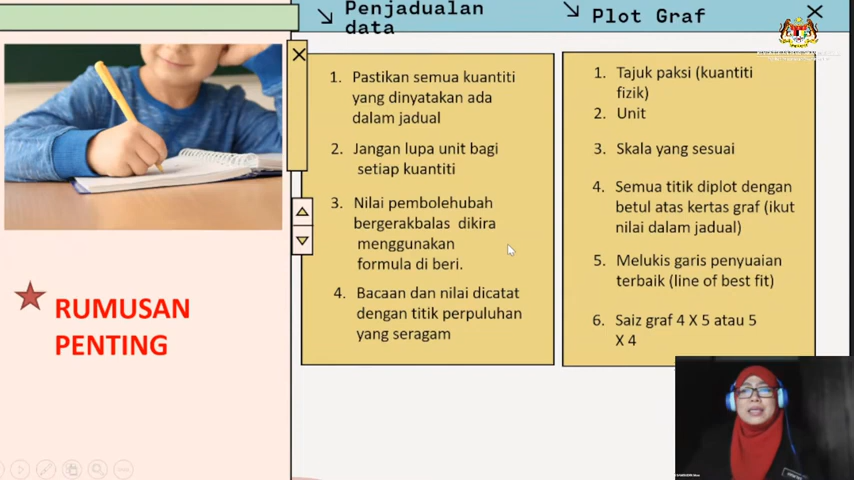 Penjadualan
data
Plot Graf
1. Pastikan semua kuantiti
yang dinyatakan ada
dalam jadual
2. Jangan lupa unit bagi
setiap kuantiti
3. Nilai pembolehubah
bergerakbalas dikira
menggunakan
formula di beri.
4. Bacaan dan nilai dicatat
dengan titik perpuluhan
yang seragam
1. Tajuk paksi (kuantiti
fizik)
2. Unit
3. Skala yang sesuai
4. Semua titik diplot dengan
betul atas kertas graf (ikut
nilai dalam jadual)
5. Melukis garis penyuaian
terbaik (line of best fit)
6. Saiz graf 4 X 5 atau 5
X 4
RUMUSAN
PENTING